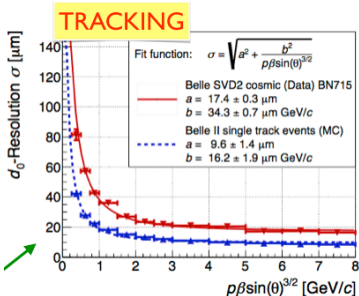 TRACKING
d₀-Resolution σ [μm]
140
120
100
80
60
40
20
0
Fit function: σ = √(a² + b²/(pβsin(θ)^3/2))
Belle SVD2 cosmic (Data) BN715
a = 17.4 ± 0.3 μm
b = 34.3 ± 0.7 μm GeV/c
Belle II single track events (MC)
a = 9.6 ± 1.4 μm
b = 16.2 ± 1.9 μm GeV/c
0 1 2 3 4 5 6 7 8
pβsin(θ)^3/2 [GeV/c]